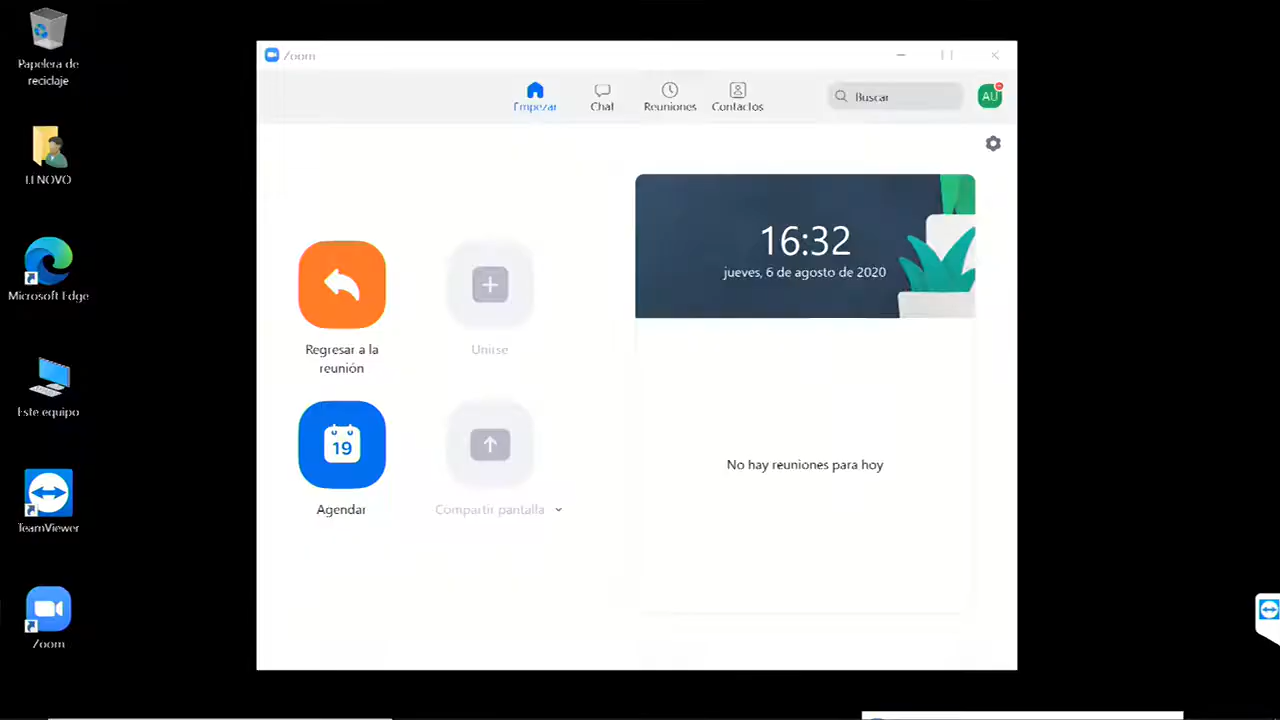 Papelera de
reciclaje
LENOVO
Microsoft Edge
Este equipo
TeamViewer
Zoom
Zoom
Empezar
Chat
Reuniones
Contactos
Buscar
AU
16:32
jueves, 6 de agosto de 2020
Regresar a la
reunión
Unirse
19
Agendar
Compartir pantalla
No hay reuniones para hoy